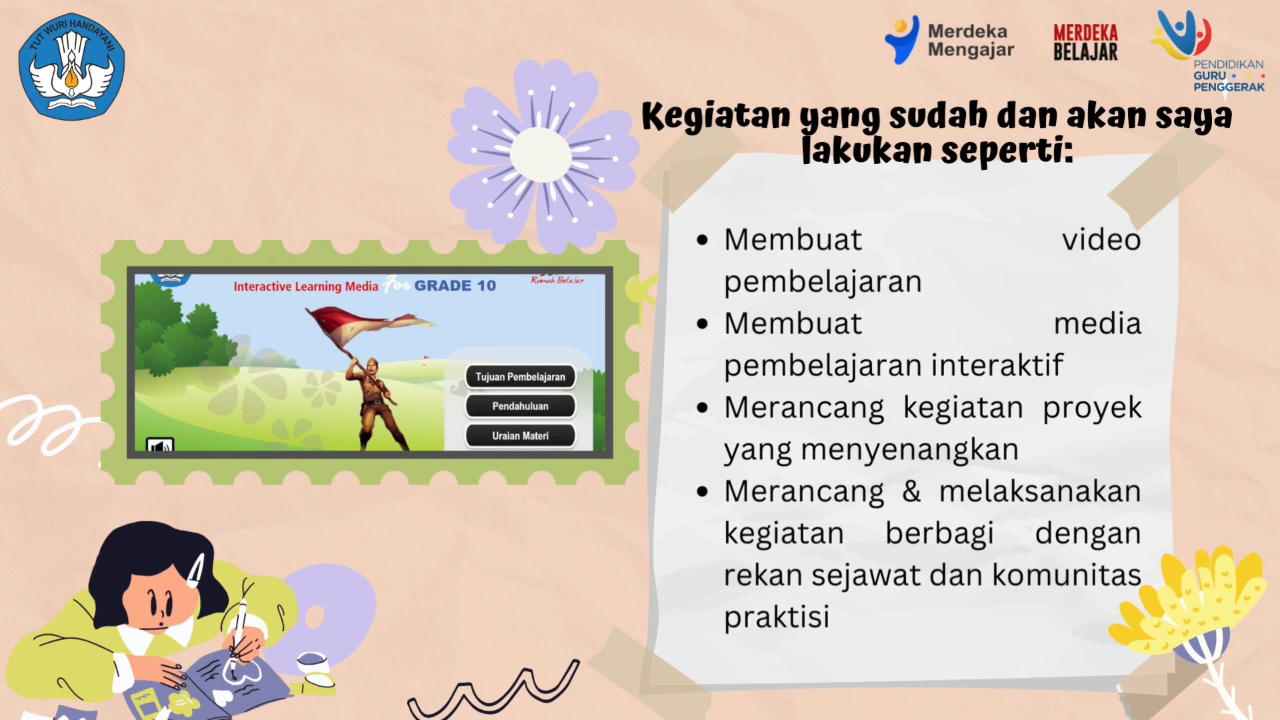 TUT WURI HANDAYANI
Merdeka
Mengajar
MERDEKA
BELAJAR
PENDIDIKAN
GURU
PENGGERAK
Kegiatan yang sudah dan akan saya
lakukan seperti:
Interactive Learning Media For GRADE 10
Rumah Belajar
Tujuan Pembelajaran
Pendahuluan
Uraian Materi
• Membuat video
pembelajaran
• Membuat media
pembelajaran interaktif
• Merancang kegiatan proyek
yang menyenangkan
• Merancang & melaksanakan
kegiatan berbagi dengan
rekan sejawat dan komunitas
praktisi